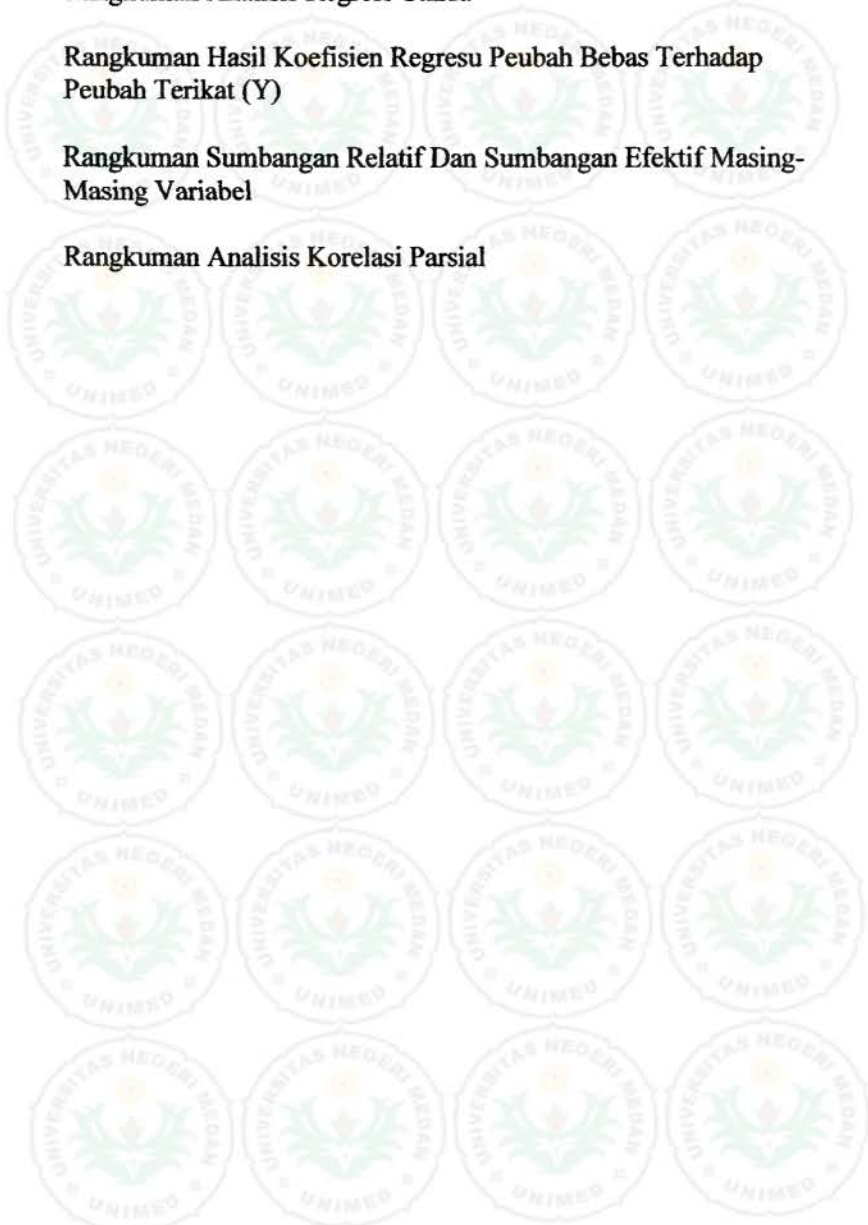 Rangkuman Hasil Koefisien Regresu Peubah Bebas Terhadap
Peubah Terikat (Y)
Rangkuman Sumbangan Relatif Dan Sumbangan Efektif Masing-
Masing Variabel
Rangkuman Analisis Korelasi Parsial